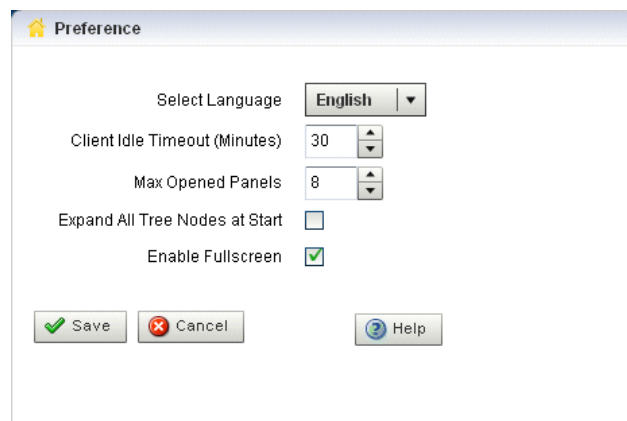 Preference
Select Language English
Client Idle Timeout (Minutes) 30
Max Opened Panels 8
Expand All Tree Nodes at Start
Enable Fullscreen
Save Cancel Help